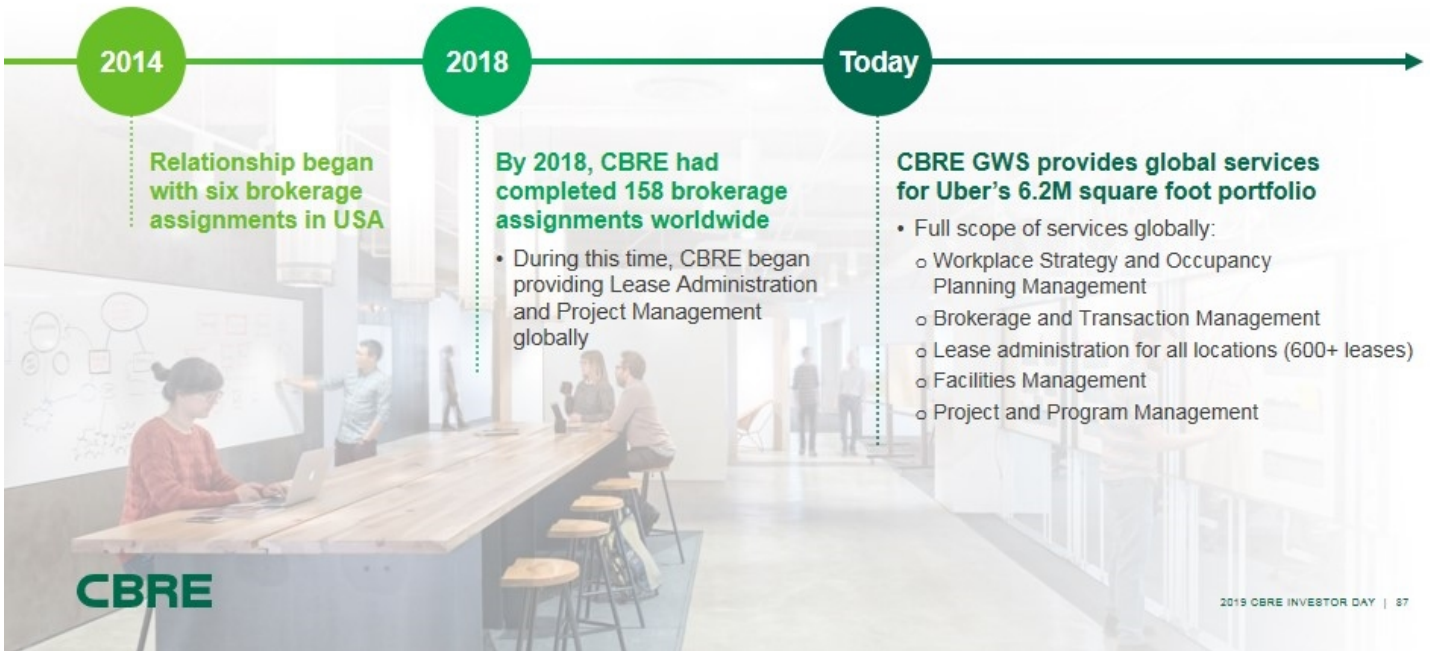 2014
2018
Today
Relationship began
with six brokerage
assignments in USA
By 2018, CBRE had
completed 158 brokerage
assignments worldwide
• During this time, CBRE began
providing Lease Administration
and Project Management
globally
CBRE GWS provides global services
for Uber's 6.2M square foot portfolio
• Full scope of services globally:
o Workplace Strategy and Occupancy
Planning Management
o Brokerage and Transaction Management
o Lease administration for all locations (600+ leases)
o Facilities Management
o Project and Program Management
CBRE
2019 CBRE INVESTOR DAY | 87